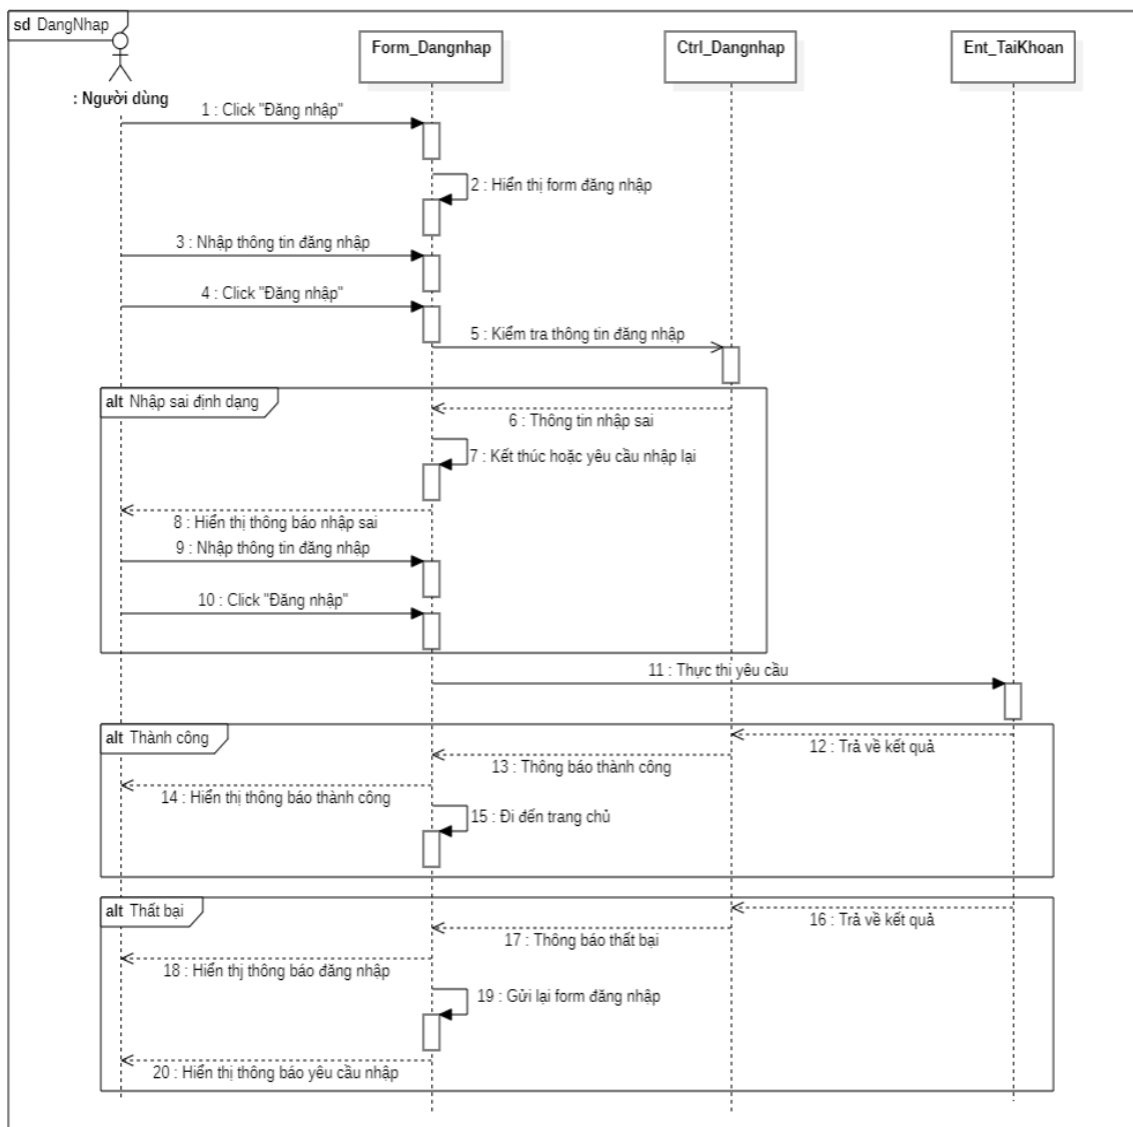 sd DangNhap
: Người dùng
Form_Dangnhap
Ctrl_Dangnhap
Ent_TaiKhoan
1 : Click "Đăng nhập"
2 : Hiển thị form đăng nhập
3 : Nhập thông tin đăng nhập
4 : Click "Đăng nhập"
5 : Kiểm tra thông tin đăng nhập
alt Nhập sai định dạng
6 : Thông tin nhập sai
7 : Kết thúc hoặc yêu cầu nhập lại
8 : Hiển thị thông báo nhập sai
9 : Nhập thông tin đăng nhập
10 : Click "Đăng nhập"
11 : Thực thi yêu cầu
alt Thành công
12 : Trả về kết quả
13 : Thông báo thành công
14 : Hiển thị thông báo thành công
15 : Đi đến trang chủ
alt Thất bại
16 : Trả về kết quả
17 : Thông báo thất bại
18 : Hiển thị thông báo đăng nhập
19 : Gửi lại form đăng nhập
20 : Hiển thị thông báo yêu cầu nhập